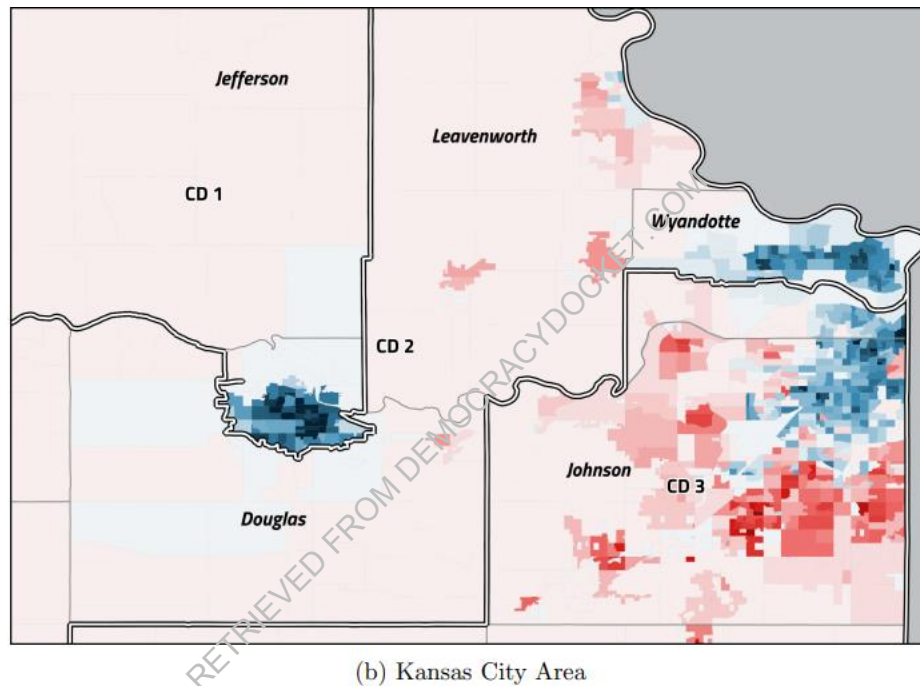 Jefferson
Leavenworth
CD 1
Wyandotte
CD 2
Johnson
CD 3
Douglas
RETRIEVED FROM DEMOCRACYDOCKET.COM
(b) Kansas City Area